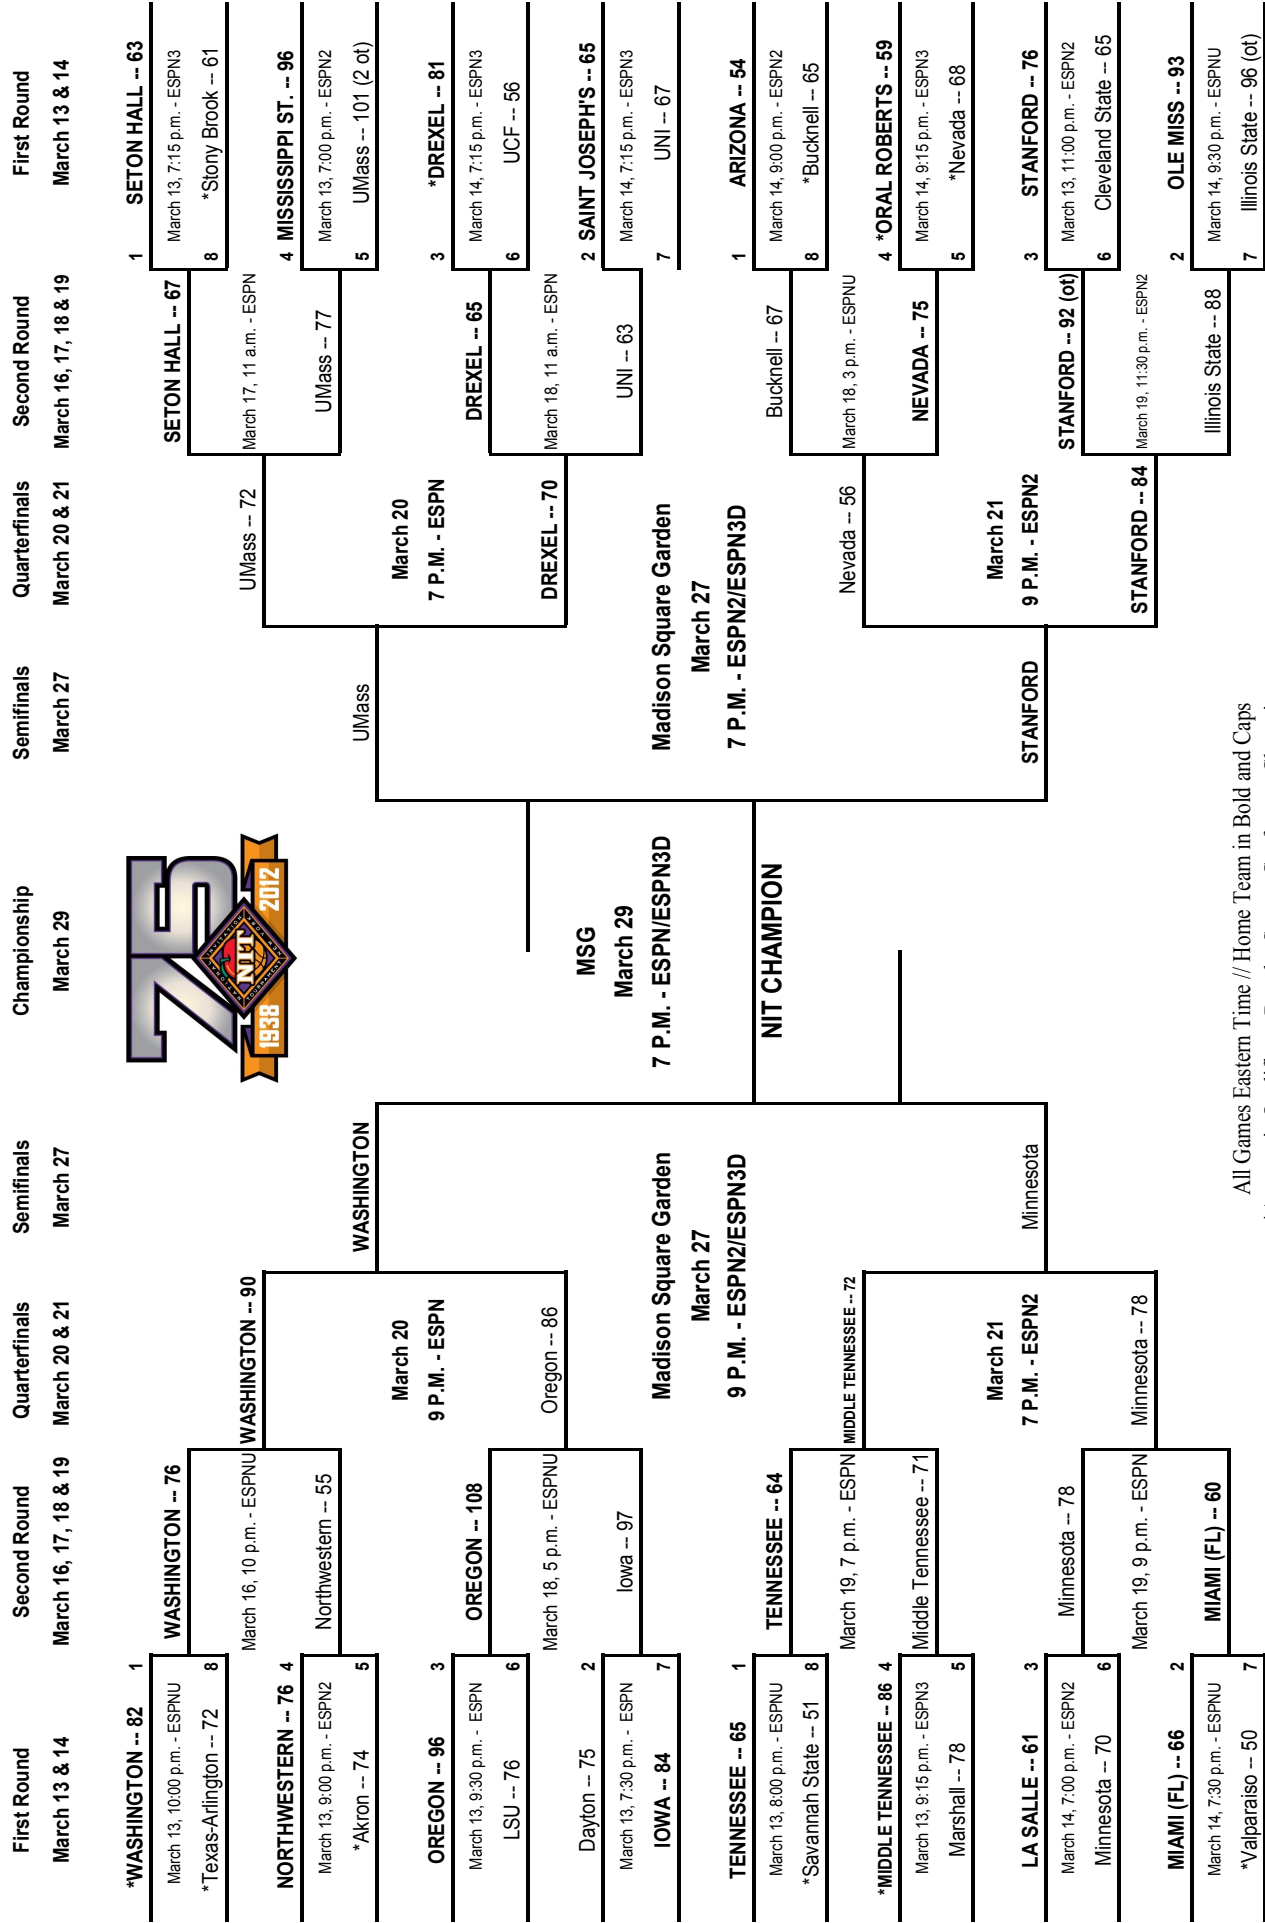 First Round
March 13 & 14
Second Round
March 16, 17, 18 & 19
Quarterfinals
March 20 & 21
Semifinals
March 27
Championship
March 29
Semifinals
March 27
Quarterfinals
March 20 & 21
Second Round
March 16, 17, 18 & 19
First Round
March 13 & 14
*WASHINGTON -- 82
1
March 13, 10:00 p.m. - ESPNU
*Texas-Arlington -- 72
8
NORTHWESTERN -- 76
4
March 13, 9:00 p.m. - ESPN2
*Akron -- 74
5
OREGON -- 96
3
March 13, 9:30 p.m. - ESPN
LSU -- 76
6
Dayton -- 75
2
March 13, 7:30 p.m. - ESPN
IOWA -- 84
7
TENNESSEE -- 65
1
March 13, 8:00 p.m. - ESPNU
*Savannah State -- 51
8
*MIDDLE TENNESSEE -- 86
4
March 13, 9:15 p.m. - ESPN3
Marshall -- 78
5
LA SALLE -- 61
3
March 14, 7:00 p.m. - ESPN2
Minnesota -- 70
6
MIAMI (FL) -- 66
2
March 14, 7:30 p.m. - ESPNU
*Valparaiso -- 50
7
WASHINGTON -- 76
March 16, 10 p.m. - ESPNU
Northwestern -- 55
OREGON -- 108
March 18, 5 p.m. - ESPNU
Iowa -- 97
TENNESSEE -- 64
March 19, 7 p.m. - ESPN
Middle Tennessee -- 71
Minnesota -- 78
March 19, 9 p.m. - ESPN
MIAMI (FL) -- 60
WASHINGTON -- 90
March 20
9 P.M. - ESPN
Oregon -- 86
MIDDLE TENNESSEE -- 72
March 21
7 P.M. - ESPN2
Minnesota -- 78
WASHINGTON
Madison Square Garden
March 27
9 P.M. - ESPN2/ESPN3D
Minnesota
75
NATIONAL INVITATION
NIT
TOURNAMENT
1938
2012
MSG
March 29
7 P.M. - ESPN/ESPN3D
NIT CHAMPION
UMass
Madison Square Garden
March 27
7 P.M. - ESPN2/ESPN3D
STANFORD
UMass -- 72
March 20
7 P.M. - ESPN
DREXEL -- 70
Nevada -- 56
March 21
9 P.M. - ESPN2
STANFORD -- 84
SETON HALL -- 67
March 17, 11 a.m. - ESPN
UMass -- 77
DREXEL -- 65
March 18, 11 a.m. - ESPN
UNI -- 63
Bucknell -- 67
March 18, 3 p.m. - ESPNU
NEVADA -- 75
STANFORD -- 92 (ot)
March 19, 11:30 p.m. - ESPN2
Illinois State -- 88
1
SETON HALL -- 63
March 13, 7:15 p.m. - ESPN3
8
*Stony Brook -- 61
4
MISSISSIPPI ST. -- 96
March 13, 7:00 p.m. - ESPN2
5
UMass -- 101 (2 ot)
3
*DREXEL -- 81
March 14, 7:15 p.m. - ESPN3
6
UCF -- 56
2
SAINT JOSEPH'S -- 65
March 14, 7:15 p.m. - ESPN3
7
UNI -- 67
1
ARIZONA -- 54
March 14, 9:00 p.m. - ESPN2
8
*Bucknell -- 65
4
*ORAL ROBERTS -- 59
March 14, 9:15 p.m. - ESPN3
5
*Nevada -- 68
3
STANFORD -- 76
March 13, 11:00 p.m. - ESPN2
6
Cleveland State -- 65
2
OLE MISS -- 93
March 14, 9:30 p.m. - ESPNU
7
Illinois State -- 96 (ot)
All Games Eastern Time // Home Team in Bold and Caps